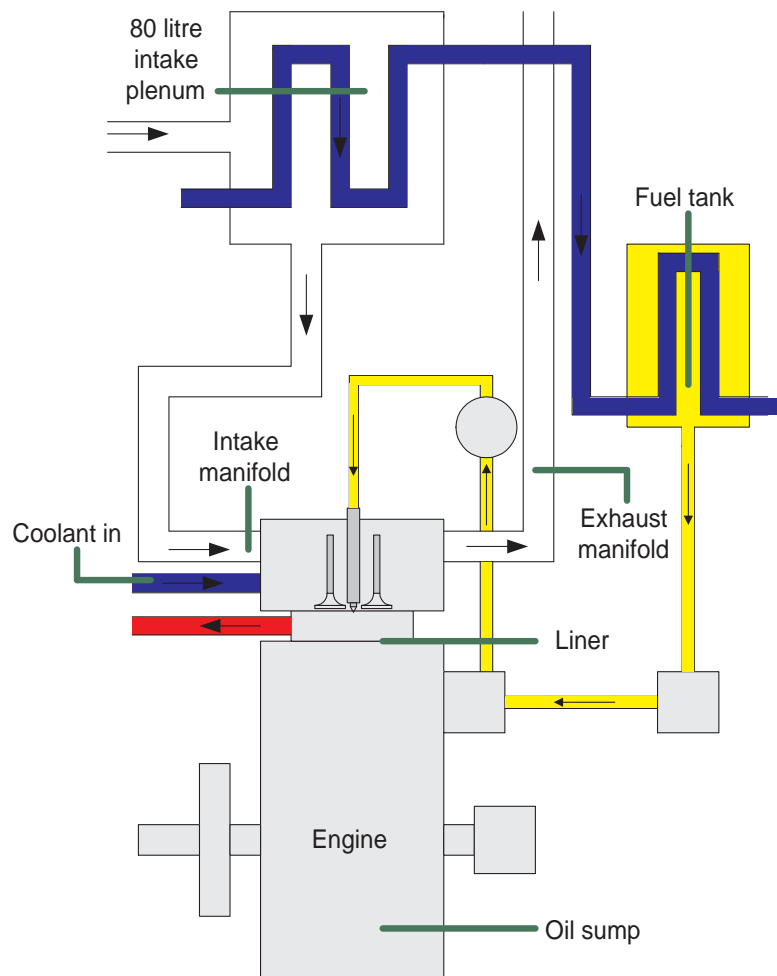 80 litre
intake
plenum
Fuel tank
Intake
manifold
Coolant in
Exhaust
manifold
Liner
Engine
Oil sump